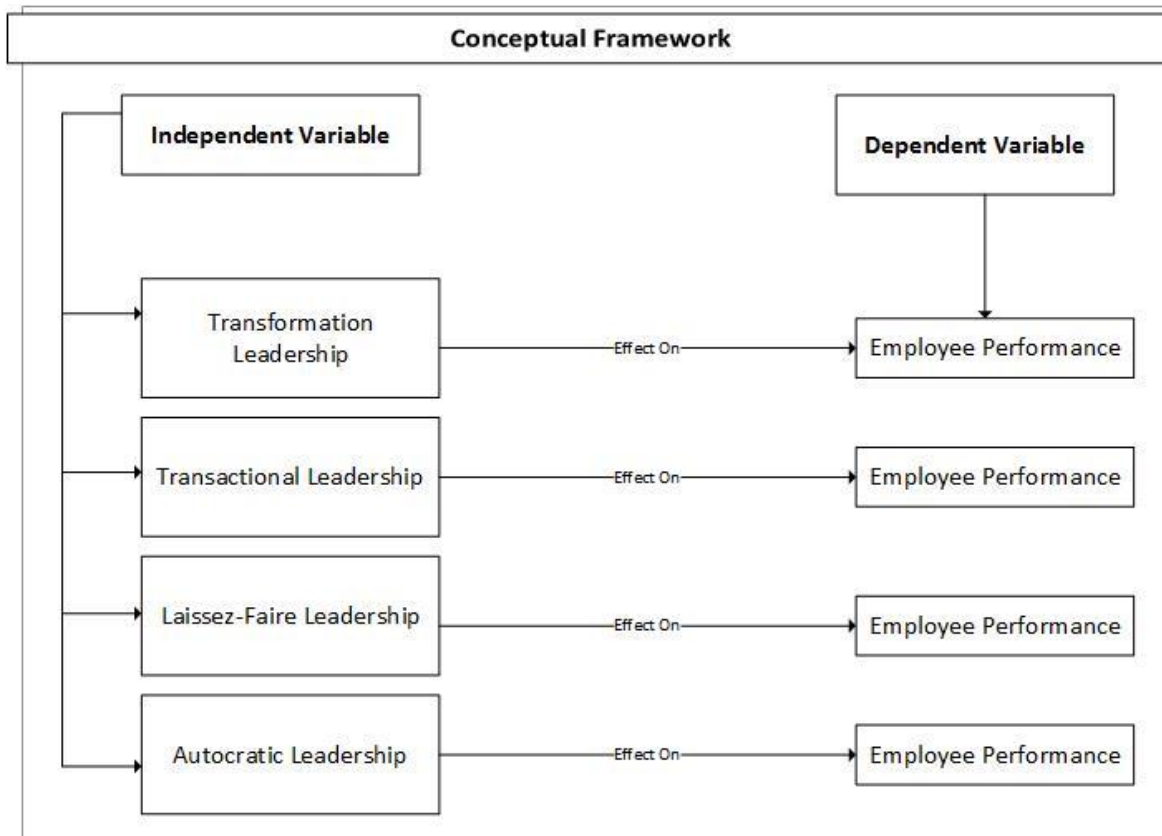 Conceptual Framework
Independent Variable
Dependent Variable
Transformation
Leadership
Effect On
Employee Performance
Transactional Leadership
Effect On
Employee Performance
Laissez-Faire Leadership
Effect On
Employee Performance
Autocratic Leadership
Effect On
Employee Performance